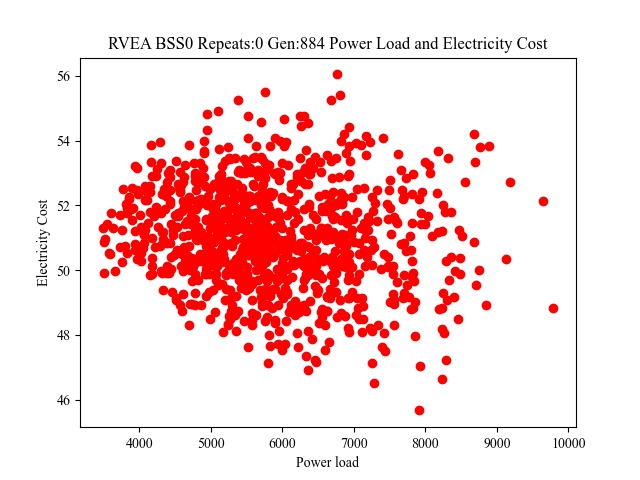 RVEA BSS0 Repeats:0 Gen:884 Power Load and Electricity Cost
56
54
52
50
48
46
Electricity Cost
4000 5000 6000 7000 8000 9000 10000
Power load